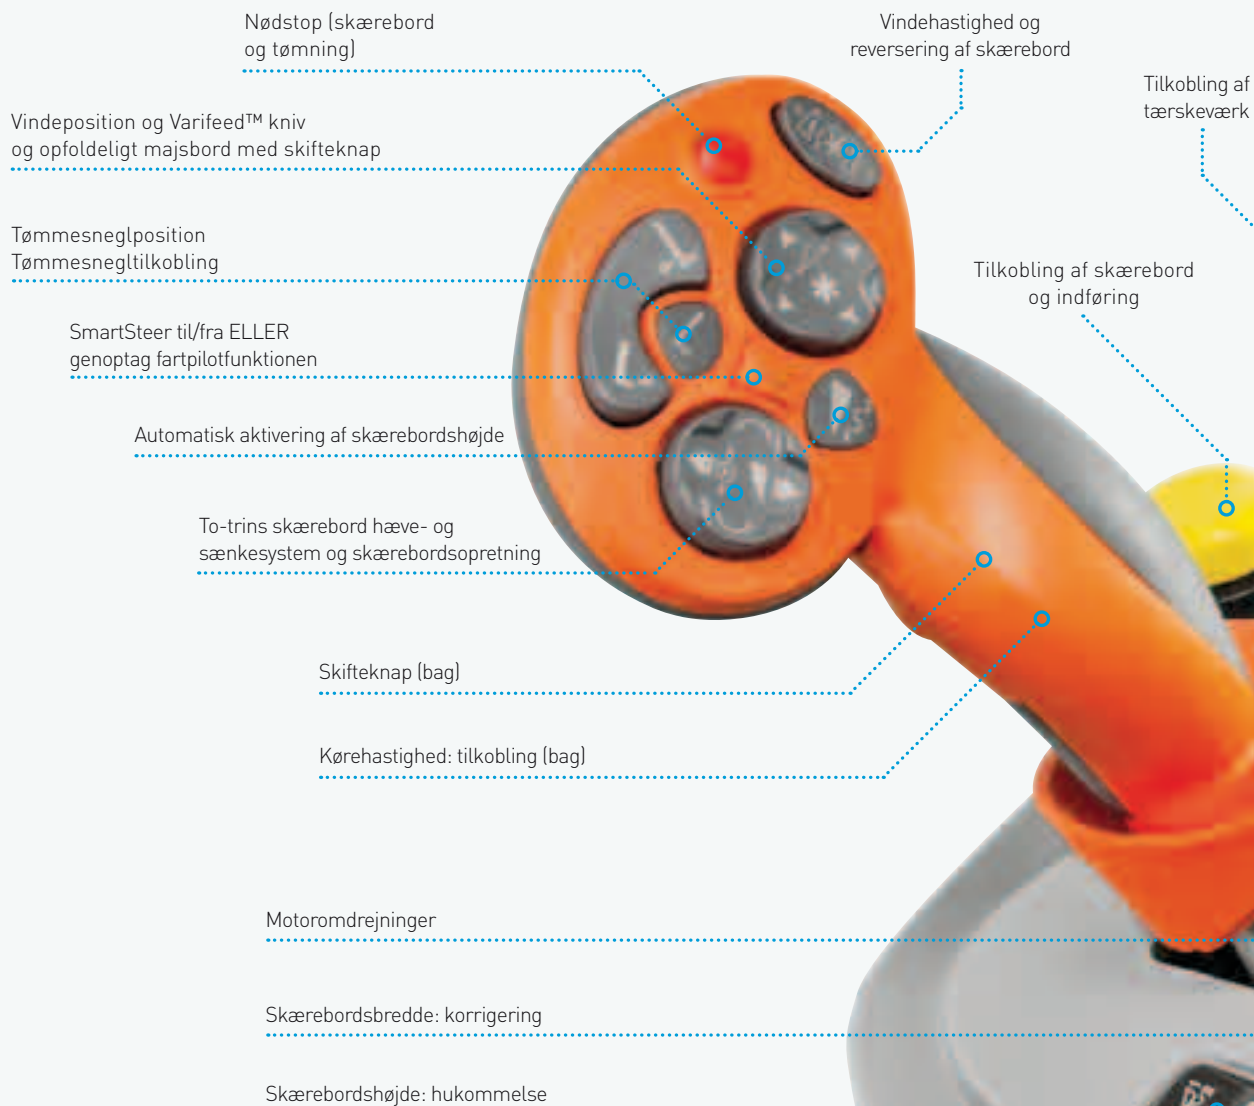 Nødstop (skærebord
og tømning)
Vindehastighed og
reversering af skærebord
Tilkobling af
tærskeværk
Vindeposition og Varifeed™ kniv
og opfoldeligt majsbord med skifteknap
Tømmesneglposition
Tømmesnegltilkobling
Tilkobling af skærebord
og indføring
SmartSteer til/fra ELLER
genoptag fartpilotfunktionen
Automatisk aktivering af skærebordshøjde
To-trins skærebord hæve- og
sænkesystem og skærebordsopretning
Skifteknap (bag)
Kørehastighed: tilkobling (bag)
Motoromdrejninger
Skærebordsbredde: korrigering
Skærebordshøjde: hukommelse